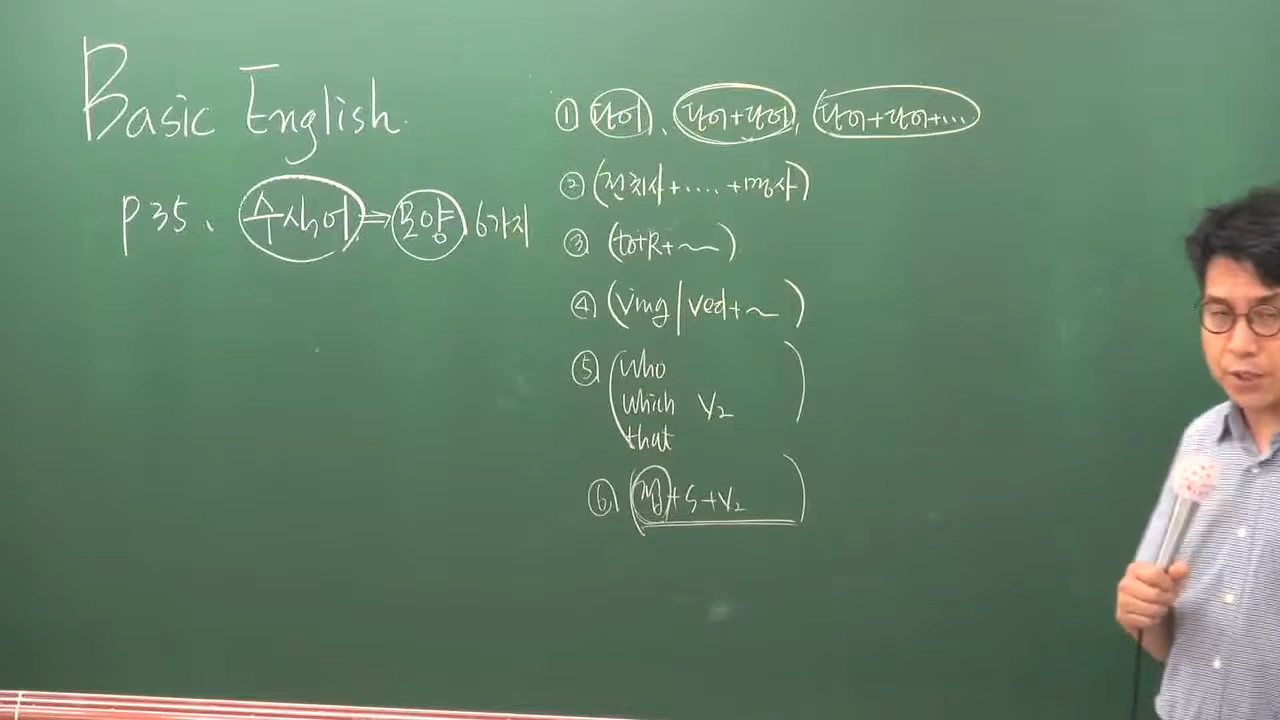 Basic English.
p 35. 수식어 ⇒ 모양. 6가지
① 단어, 단어+단어, 단어+단어+…
② (전치사+....+명사)
③ (to+R+~)
④ (Ving/Ved+~ )
⑤ (who
which V₂ )
that
⑥ ( +S+V₂ )